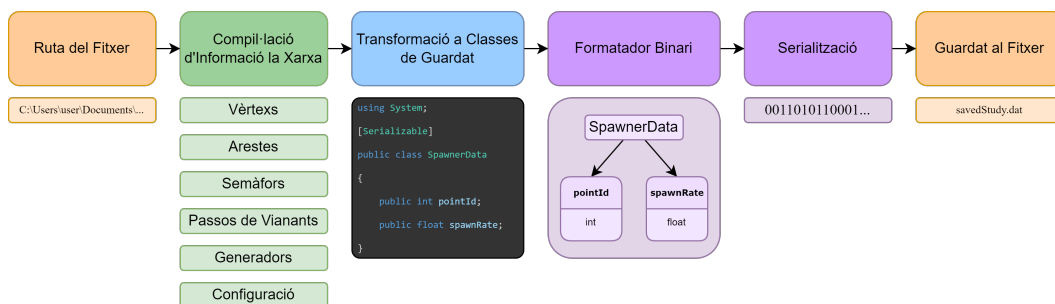 Ruta del Fitxer
Compil·lació
d'Informació la Xarxa
Transformació a Classes
de Guardat
Formatador Binari
Serialització
Guardat al Fitxer
C:\Users\user\Documents\...
Vèrtexs
Arestes
Semàfors
Passos de Vianants
Generadors
Configuració
using System;
[Serializable]
public class SpawnerData
{
public int pointId;
public float spawnRate;
}
SpawnerData
pointId
int
spawnRate
float
0011010110001...
savedStudy.dat